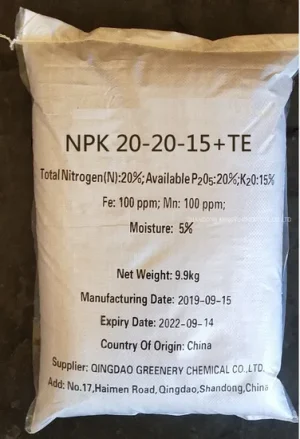 NPK 20-20-15+TE
Total Nitrogen(N):20%;Available P₂O₅:20%;K₂O:15%
Fe: 100 ppm; Mn: 100 ppm;
Moisture: 5%
Net Weight: 9.9kg
Manufacturing Date: 2019-09-15
Expiry Date: 2022-09-14
Country Of Origin: China
Supplier: QINGDAO GREENERY CHEMICAL CO.,LTD.
Add: No.17,Haimen Road,Qingdao,Shandong,China